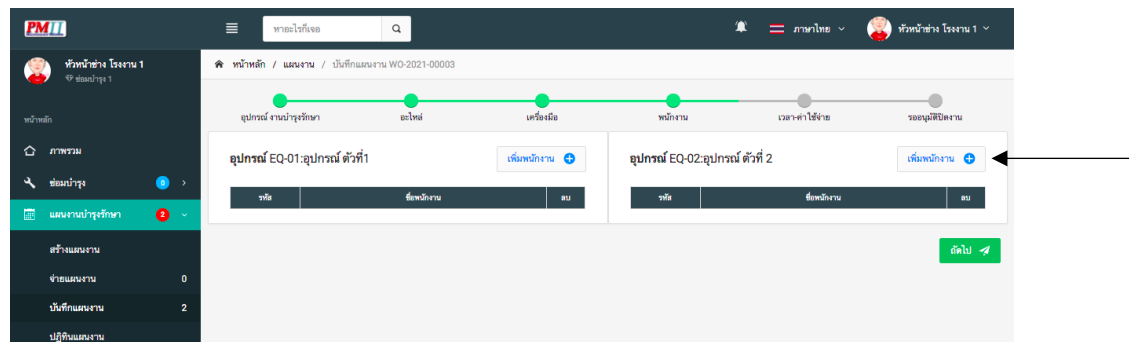 PMII
หาอะไรก็เจอ
ภาษาไทย
หัวหน้าช่าง โรงงาน 1
หัวหน้าช่าง โรงงาน 1
ซ่อมบำรุง 1
หน้าหลัก / แผนงาน / บันทึกแผนงาน WO-2021-00003
หน้าหลัก
ภาพรวม
ซ่อมบำรุง 0
แผนงานบำรุงรักษา 2
สร้างแผนงาน
จ่ายแผนงาน 0
บันทึกแผนงาน 2
ปฏิทินแผนงาน
อุปกรณ์ งานบำรุงรักษา อะไหล่ เครื่องมือ พนักงาน เวลา-ค่าใช้จ่าย รออนุมัติปิดงาน
อุปกรณ์ EQ-01:อุปกรณ์ ตัวที่1 เพิ่มพนักงาน
รหัส ชื่อพนักงาน ลบ
อุปกรณ์ EQ-02:อุปกรณ์ ตัวที่ 2 เพิ่มพนักงาน
รหัส ชื่อพนักงาน ลบ
ถัดไป